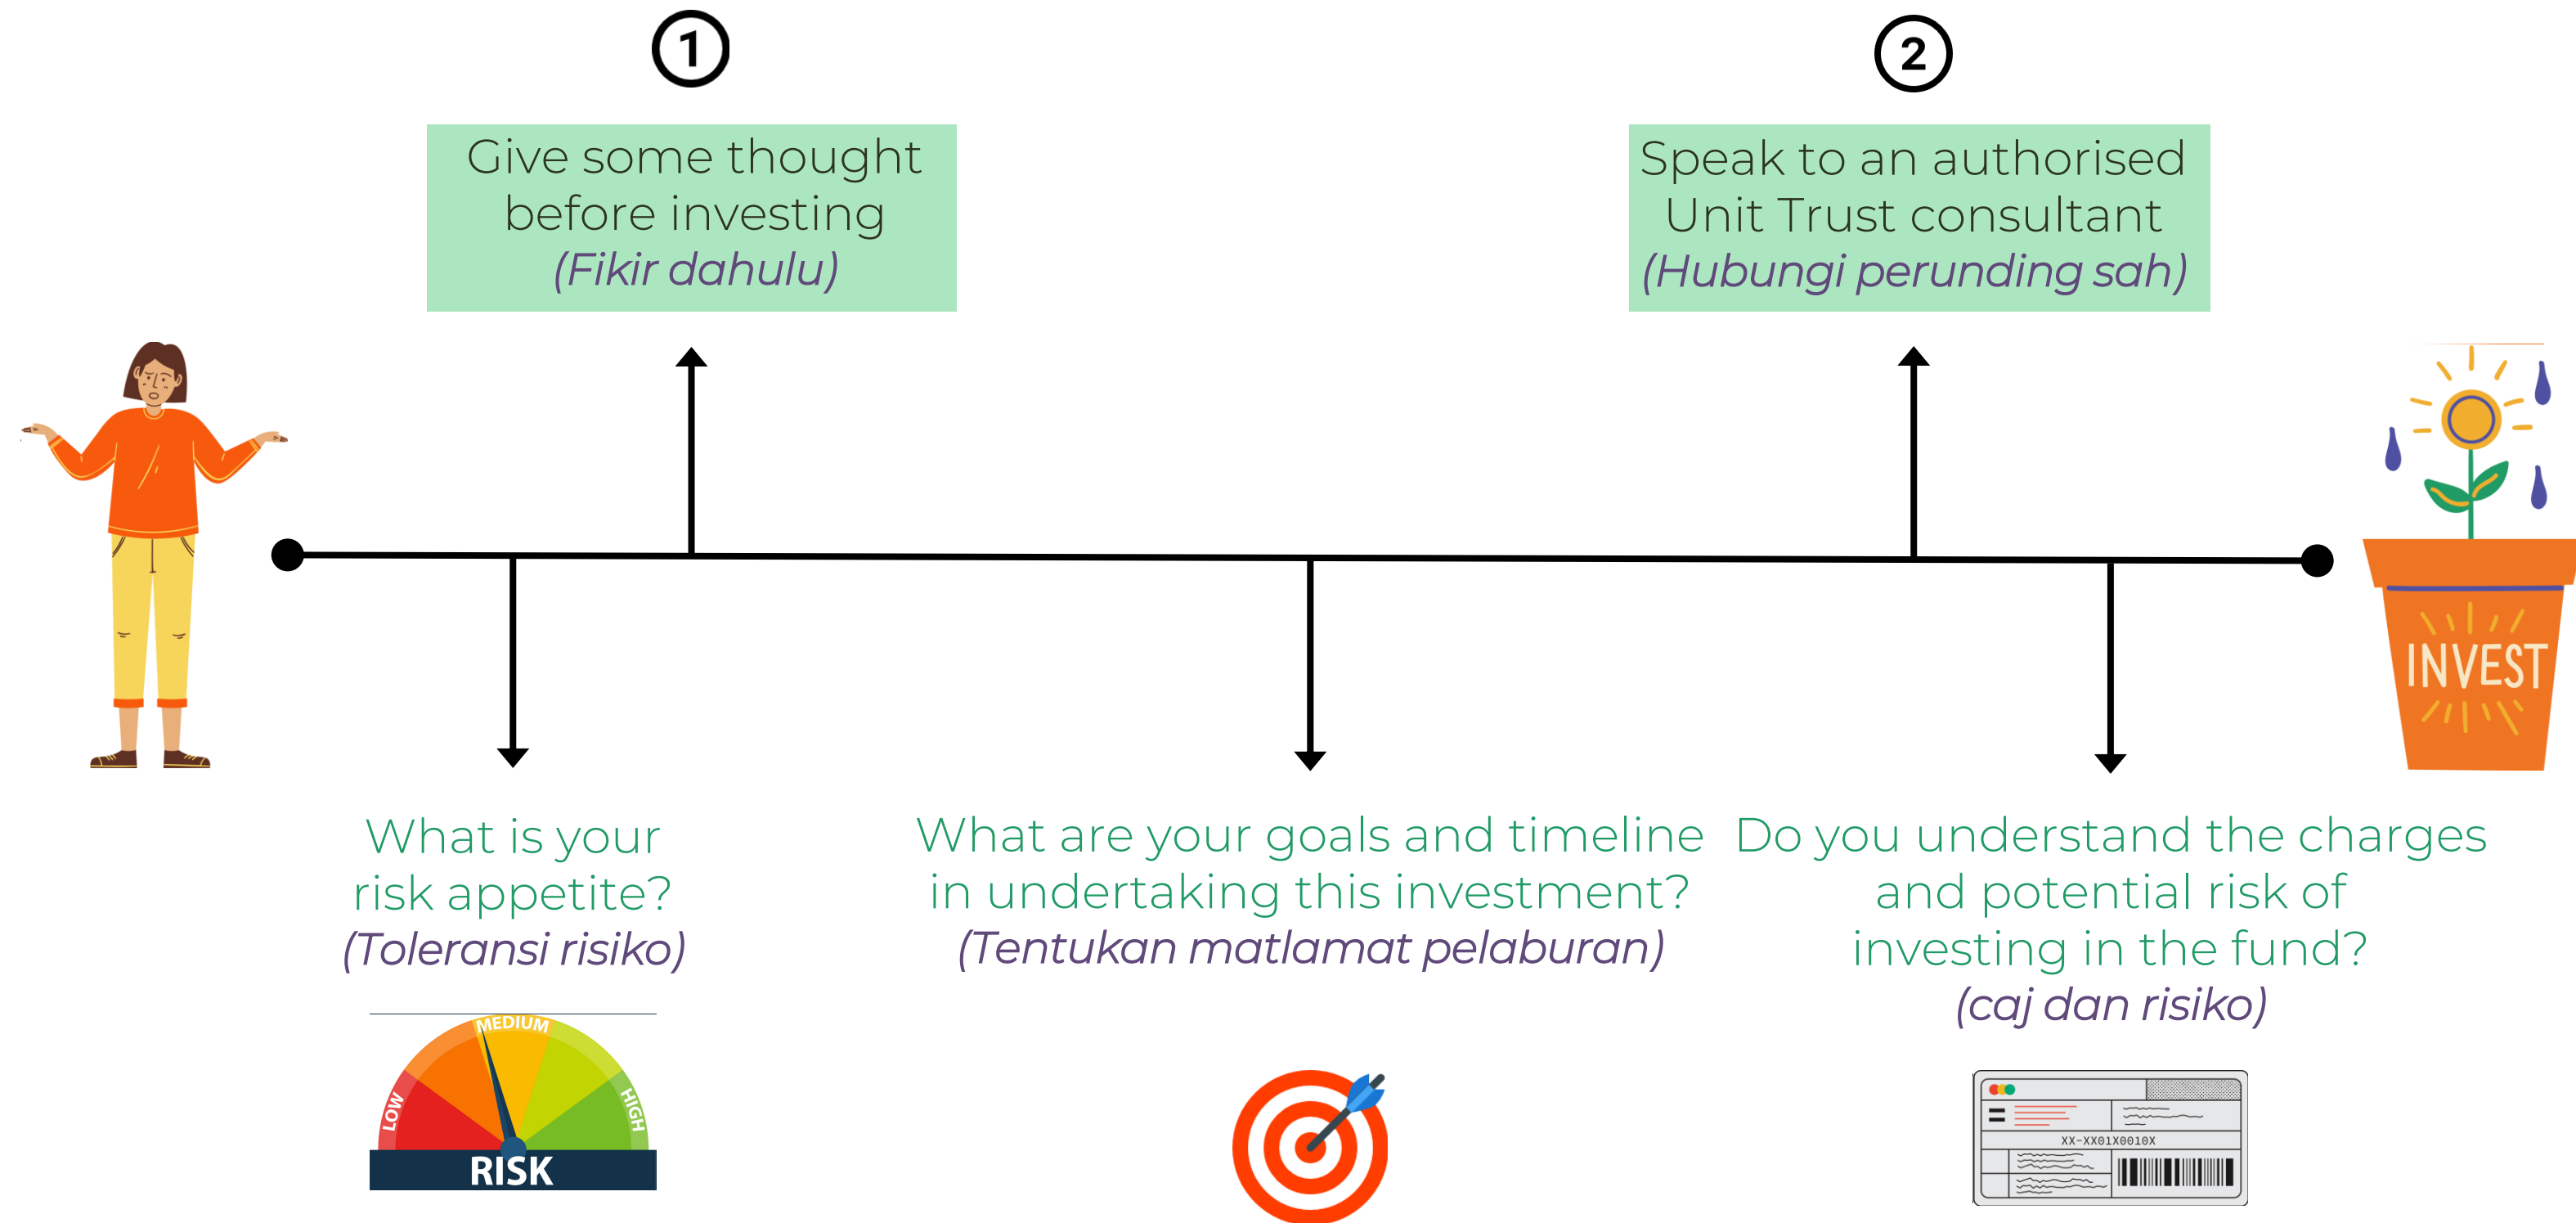 1
Give some thought
before investing
(Fikir dahulu)
2
Speak to an authorised
Unit Trust consultant
(Hubungi perunding sah)
INVEST
What is your
risk appetite?
(Toleransi risiko)
LOW
MEDIUM
HIGH
RISK
What are your goals and timeline
in undertaking this investment?
(Tentukan matlamat pelaburan)
Do you understand the charges
and potential risk of
investing in the fund?
(caj dan risiko)
XX-XX01X0010X